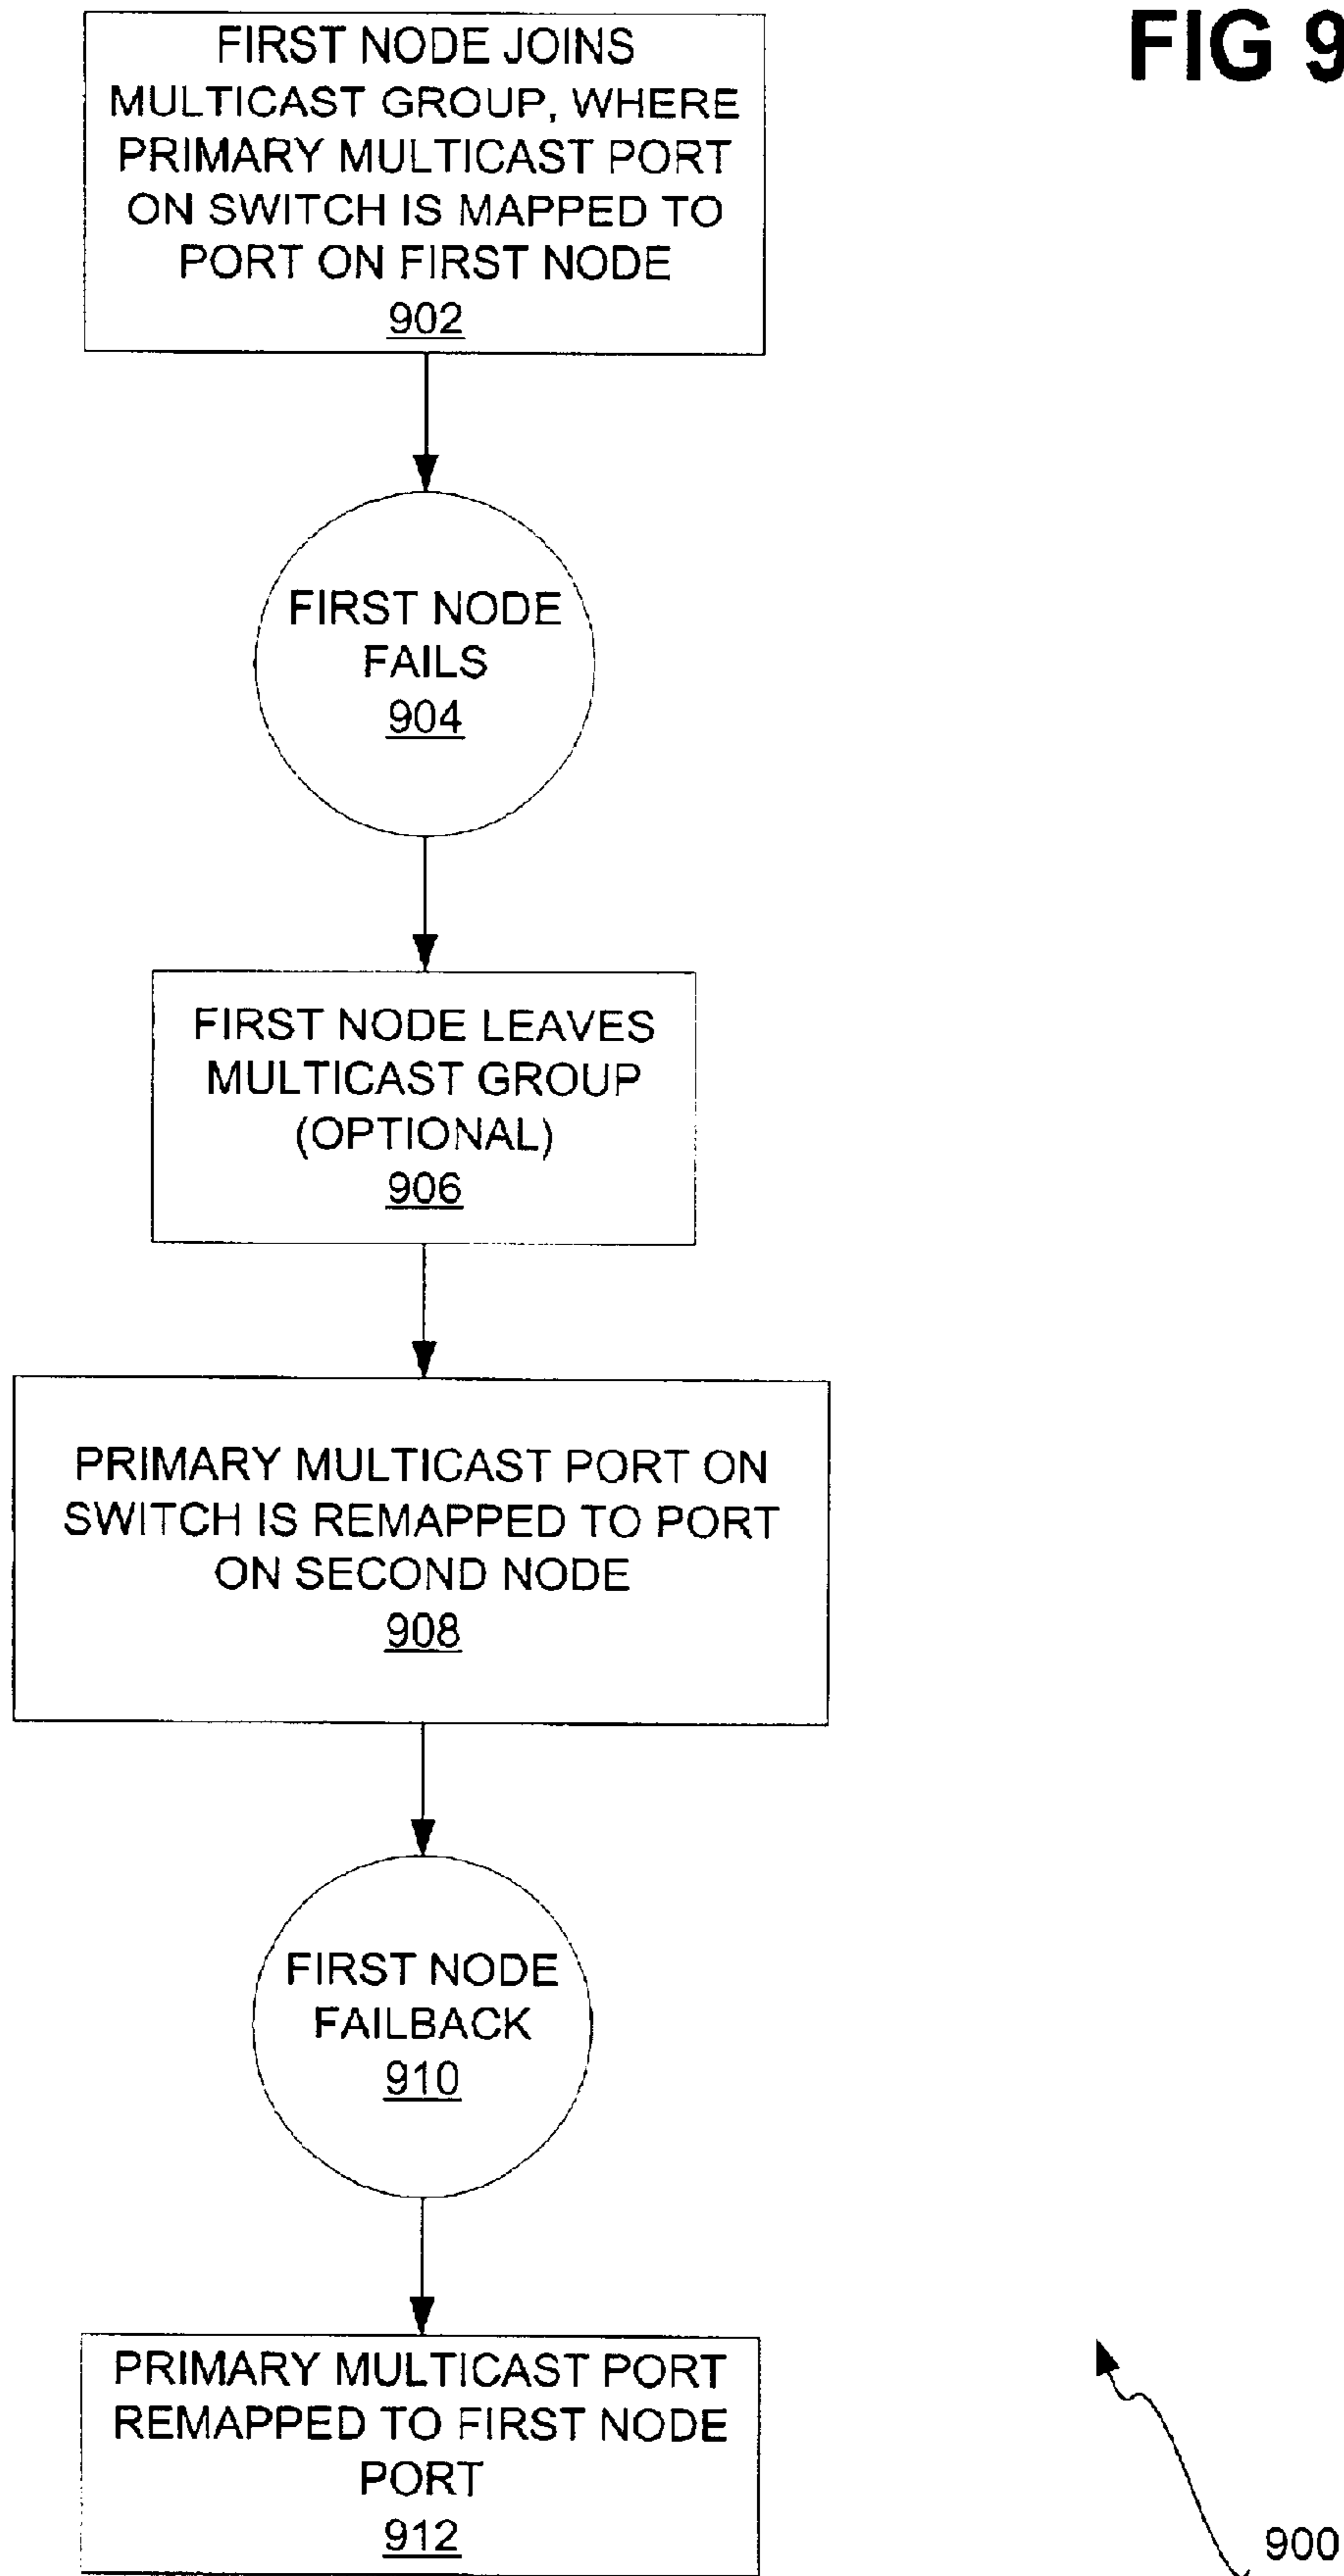 FIG 9
FIRST NODE JOINS
MULTICAST GROUP, WHERE
PRIMARY MULTICAST PORT
ON SWITCH IS MAPPED TO
PORT ON FIRST NODE
902
FIRST NODE
FAILS
904
FIRST NODE LEAVES
MULTICAST GROUP
(OPTIONAL)
906
PRIMARY MULTICAST PORT ON
SWITCH IS REMAPPED TO PORT
ON SECOND NODE
908
FIRST NODE
FAILBACK
910
PRIMARY MULTICAST PORT
REMAPPED TO FIRST NODE
PORT
912
900